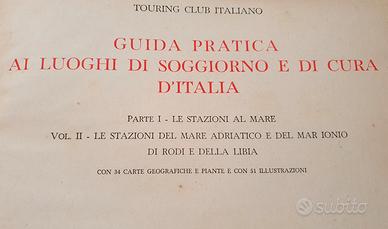 TOURING CLUB ITALIANO
GUIDA PRATICA
AI LUOGHI DI SOGGIORNO E DI CURA
D'ITALIA
PARTE I - LE STAZIONI AL MARE
VOL. II - LE STAZIONI DEL MARE ADRIATICO E DEL MAR IONIO
DI RODI E DELLA LIBIA
CON 34 CARTE GEOGRAFICHE E PIANTE E CON 51 ILLUSTRAZIONI
subito